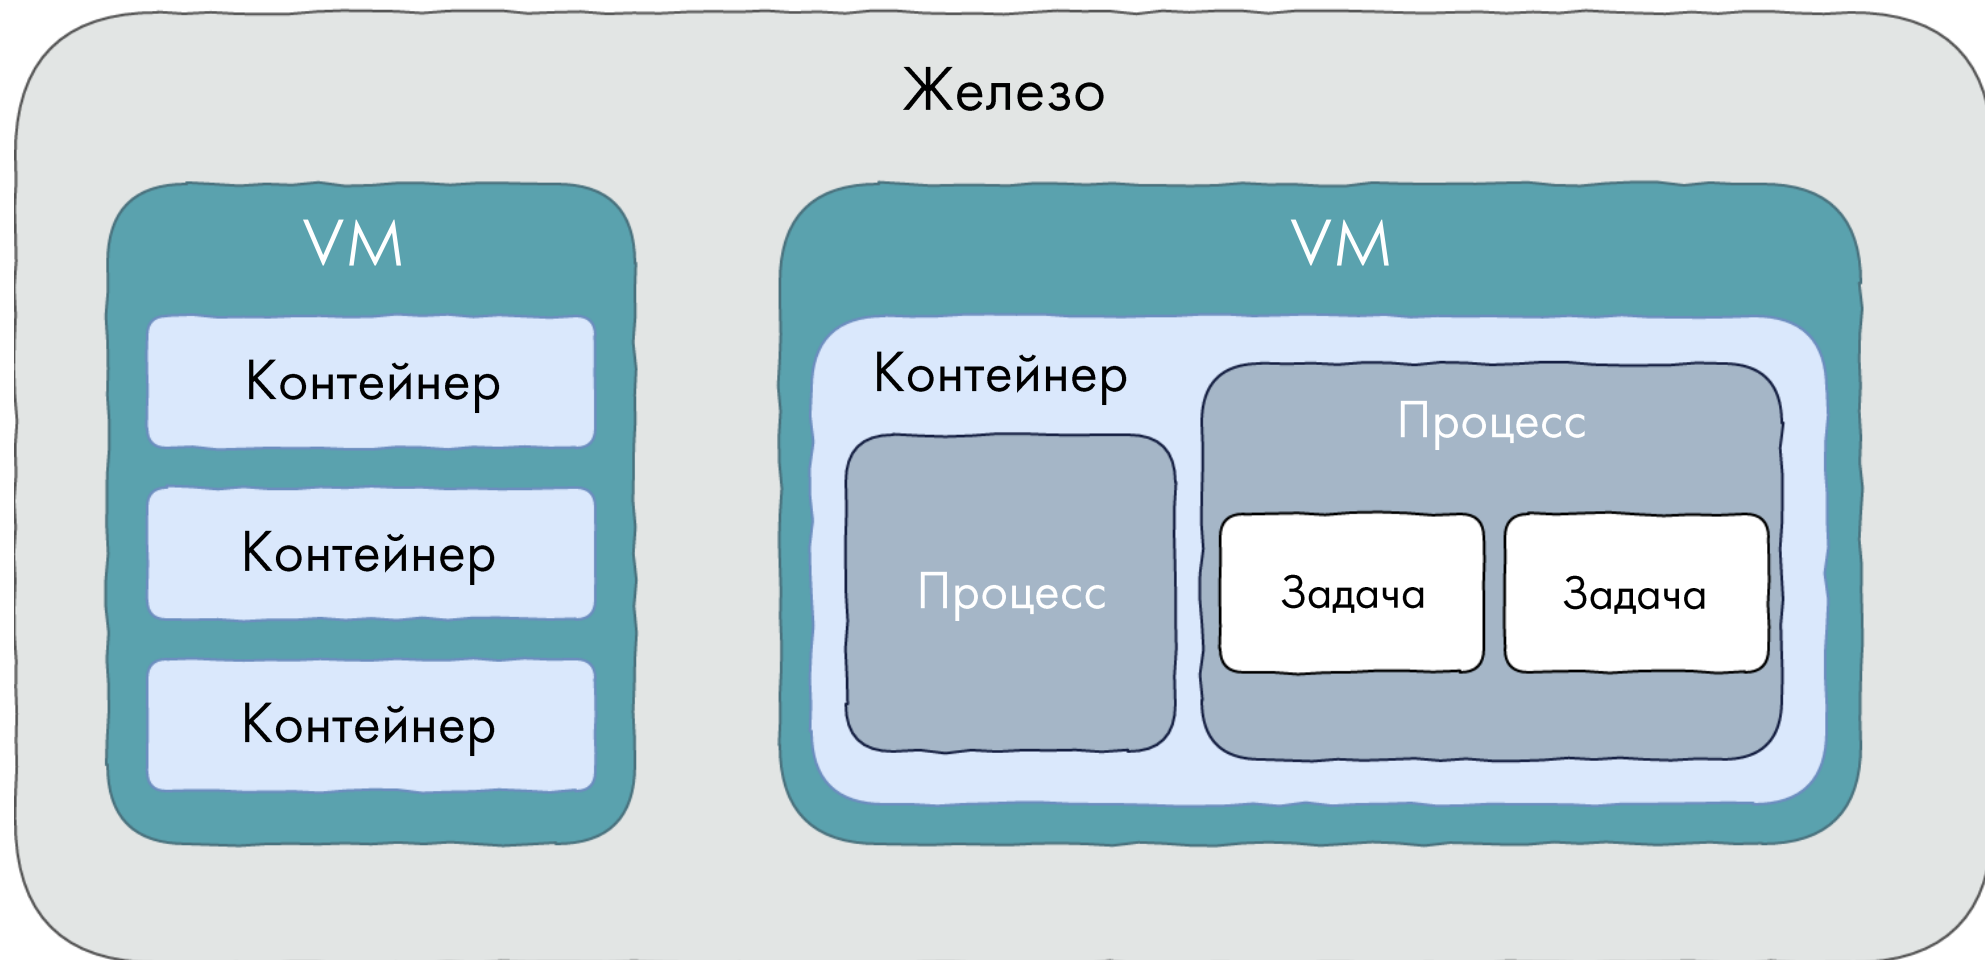 Железо
VM
Контейнер
Контейнер
Контейнер
VM
Контейнер
Процесс
Процесс
Задача
Задача